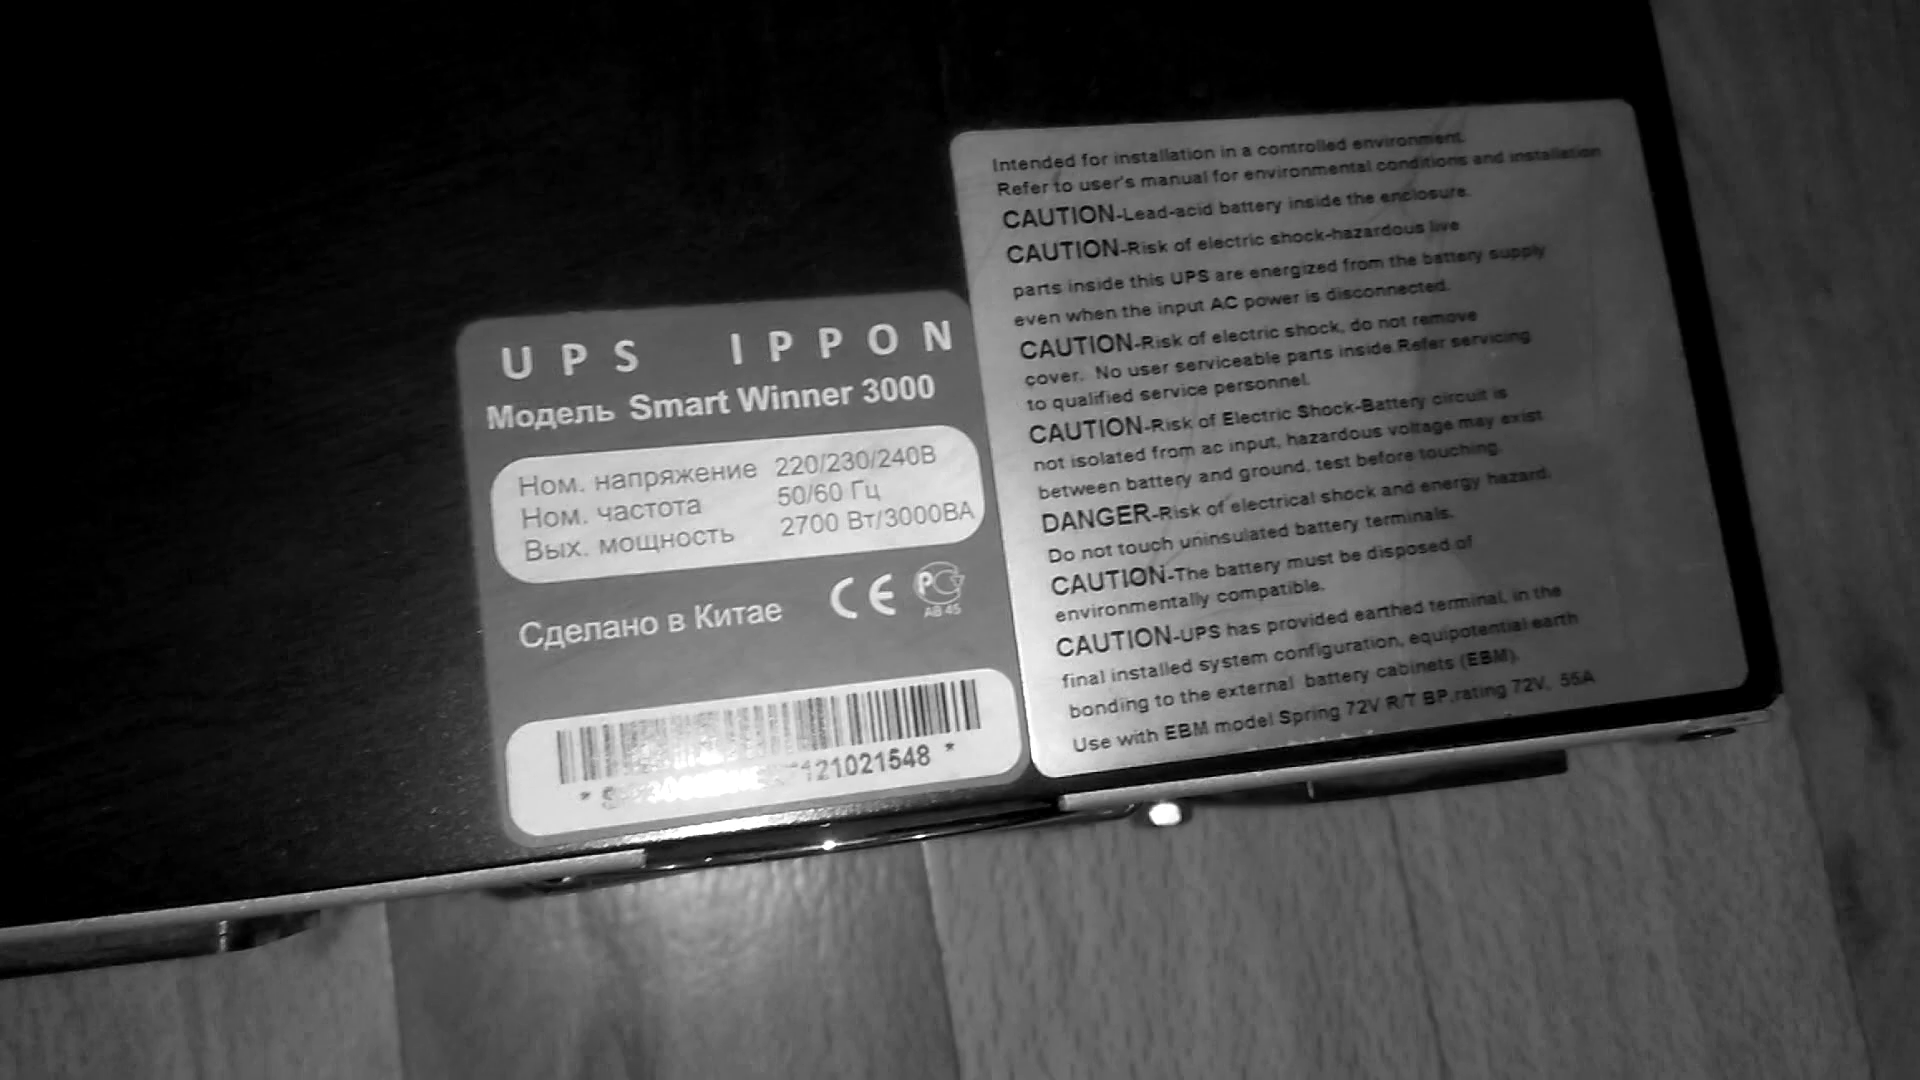 UPS IPPON
Модель Smart Winner 3000
Ном. напряжение 220/230/240В
Ном. частота 50/60 Гц
Вых. мощность 2700 Вт/3000ВА
Сделано в Китае
CE PC
АВ 45
121021548 *
Intended for installation in a controlled environment.
Refer to user's manual for environmental conditions and installation
CAUTION-Lead-acid battery inside the enclosure.
CAUTION-Risk of electric shock-hazardous live
parts inside this UPS are energized from the battery supply
even when the input AC power is disconnected.
CAUTION-Risk of electric shock, do not remove
cover. No user serviceable parts inside.Refer servicing
to qualified service personnel.
CAUTION-Risk of Electric Shock-Battery circuit is
not isolated from ac input, hazardous voltage may exist
between battery and ground, test before touching.
DANGER-Risk of electrical shock and energy hazard.
Do not touch uninsulated battery terminals.
CAUTION-The battery must be disposed of
environmentally compatible.
CAUTION-UPS has provided earthed terminal, in the
final installed system configuration, equipotential earth
bonding to the external battery cabinets (EBM).
Use with EBM model Spring 72V R/T BP,rating 72V, 55A